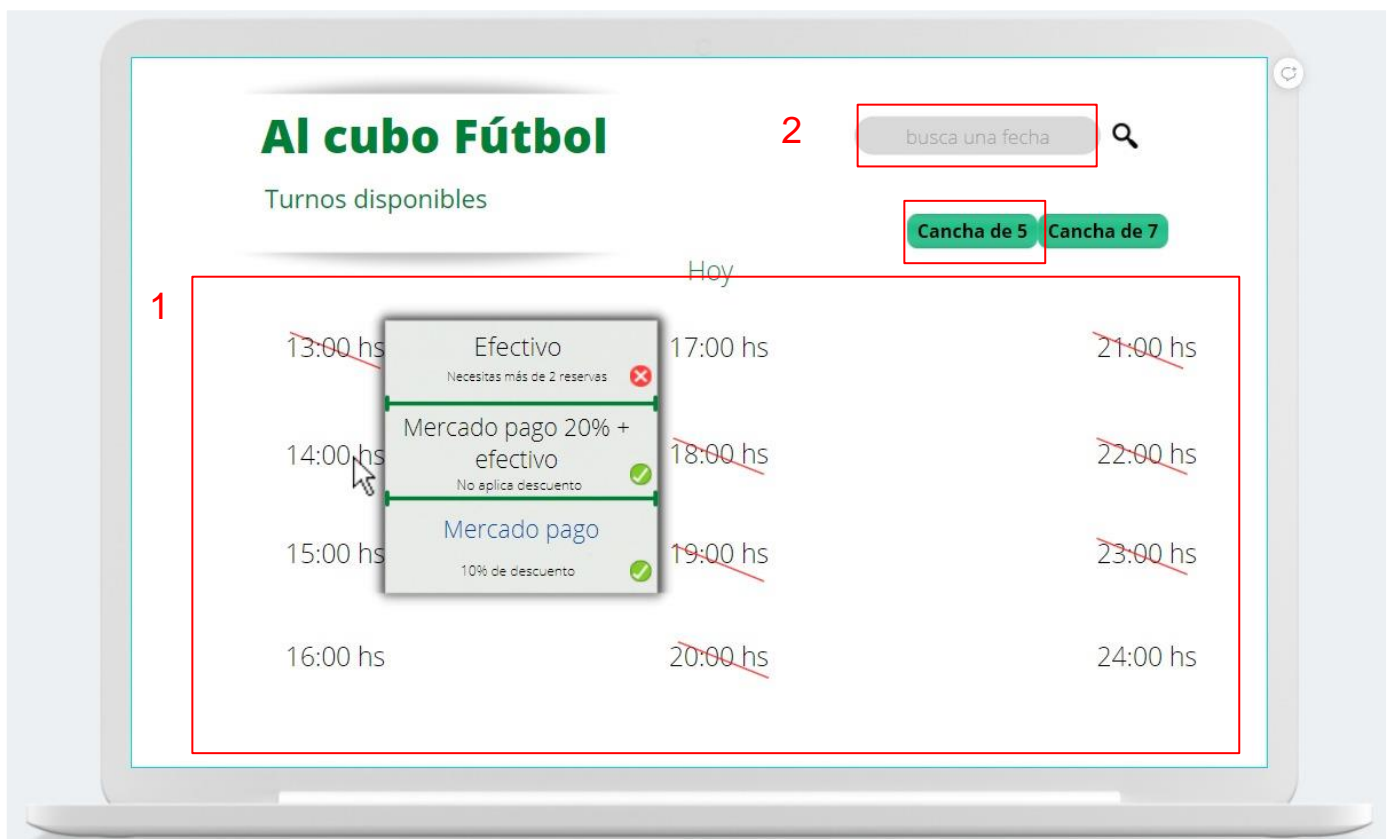 Al cubo Fútbol
2
busca una fecha
Turnos disponibles
Cancha de 5
Cancha de 7
Hoy
1
13:00 hs
Efectivo
Necesitas más de 2 reservas
17:00 hs
21:00 hs
Mercado pago 20% +
efectivo
No aplica descuento
14:00 hs
18:00 hs
22:00 hs
Mercado pago
10% de descuento
15:00 hs
19:00 hs
23:00 hs
16:00 hs
20:00 hs
24:00 hs